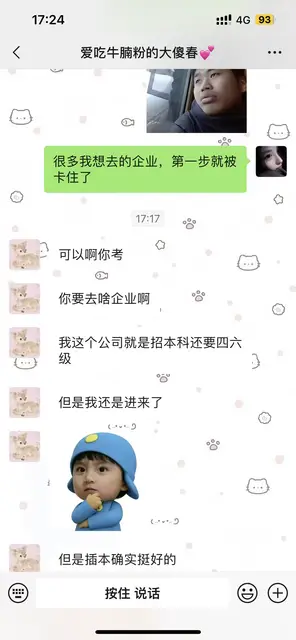 17:24
4G 93
爱吃牛腩粉的大傻春💕
很多我想去的企业，第一步就被
卡住了
17:17
可以啊你考
你要去啥企业啊
我这个公司就是招本科还要四六
级
但是我还是进来了
但是插本确实挺好的
按住 说话